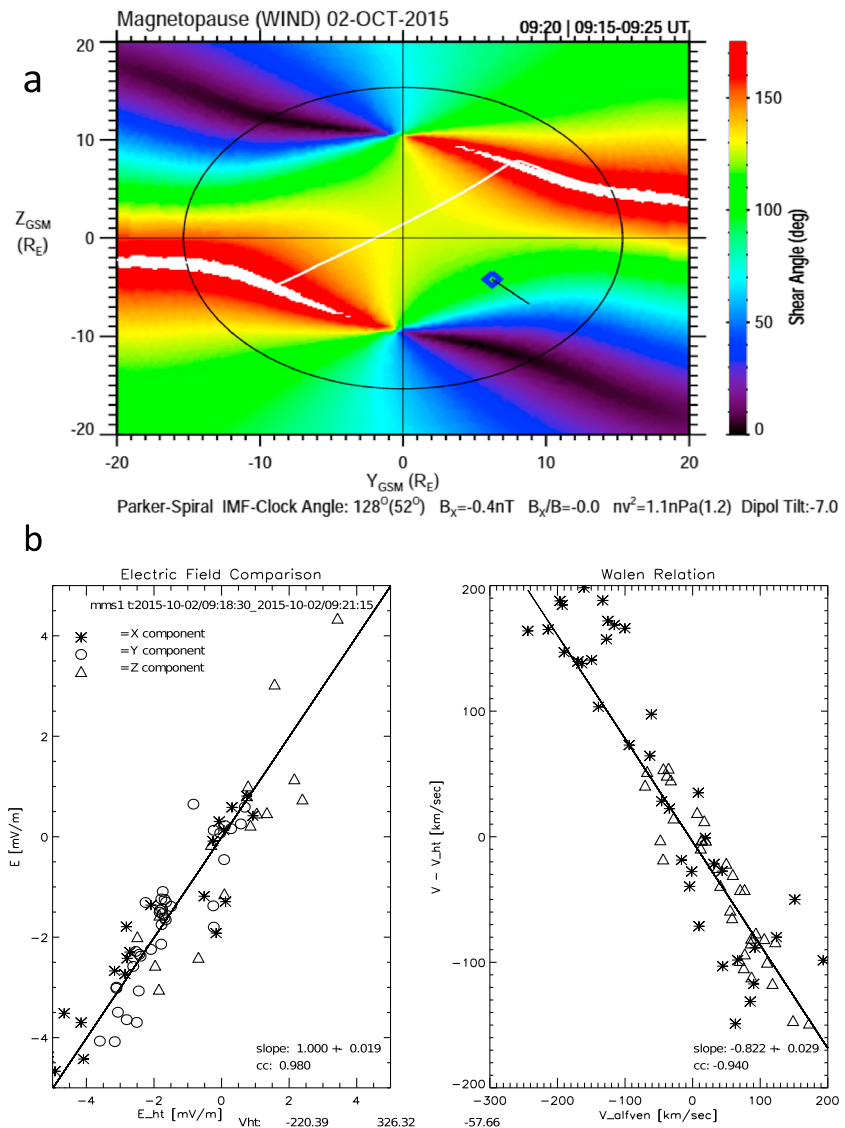 Magnetopause (WIND) 02-OCT-2015
09:20 | 09:15-09:25 UT
a
20
10
0
-10
-20
Z_GSM
(R_E)
-20
-10
0
10
20
Y_GSM (R_E)
150
100
50
0
Shear Angle (deg)
Parker-Spiral IMF-Clock Angle: 128°(52°) B_X=-0.4nT B_X/B=-0.0 nv²=1.1nPa(1.2) Dipol Tilt:-7.0
b
Electric Field Comparison
mms1 t:2015-10-02/09:18:30_2015-10-02/09:21:15
=X component
=Y component
=Z component
4
2
0
-2
-4
E [mV/m]
slope: 1.000 +- 0.019
cc: 0.980
-4
-2
0
2
4
E_ht [mV/m]
Walen Relation
200
100
0
-100
-200
V - V_ht [km/sec]
slope: -0.822 +- 0.029
cc: -0.940
-300
-200
-100
0
100
200
V_alfven [km/sec]
Vht: -220.39 326.32 -57.66